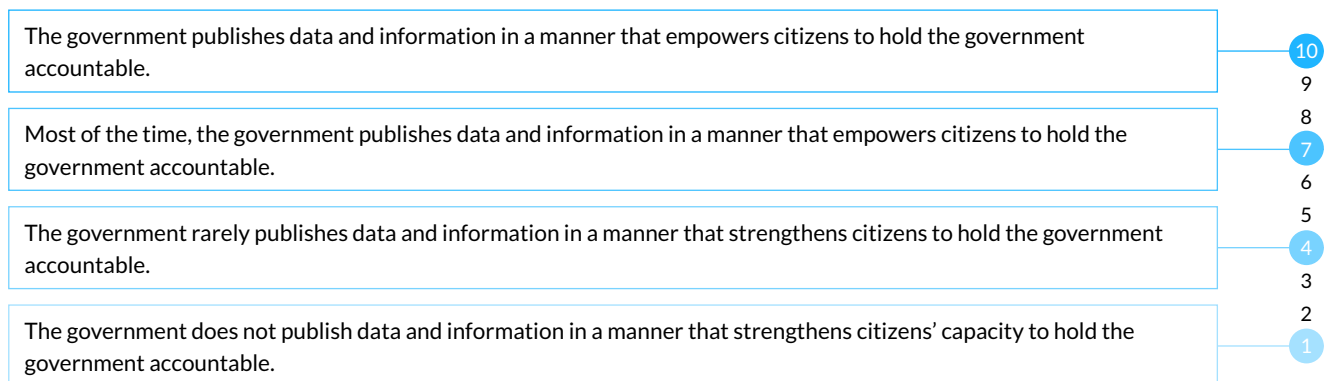 The government publishes data and information in a manner that empowers citizens to hold the government
accountable.
10
9
8
Most of the time, the government publishes data and information in a manner that empowers citizens to hold the
government accountable.
7
6
5
The government rarely publishes data and information in a manner that strengthens citizens to hold the government
accountable.
4
3
2
The government does not publish data and information in a manner that strengthens citizens’ capacity to hold the
government accountable.
1